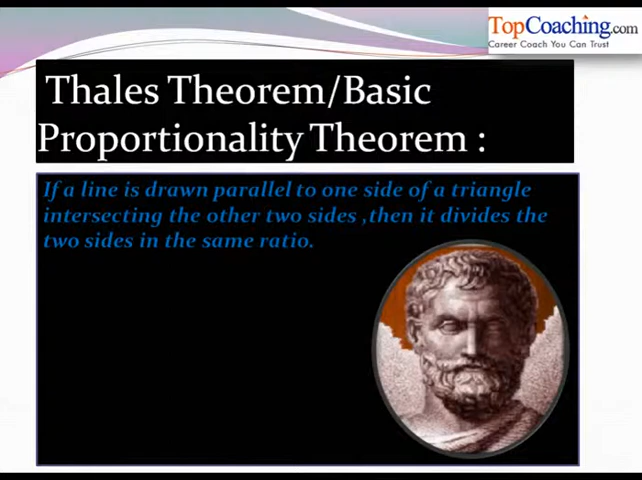 TopCoaching.com
Career Coach You Can Trust
Thales Theorem/Basic
Proportionality Theorem :
If a line is drawn parallel to one side of a triangle
intersecting the other two sides ,then it divides the
two sides in the same ratio.